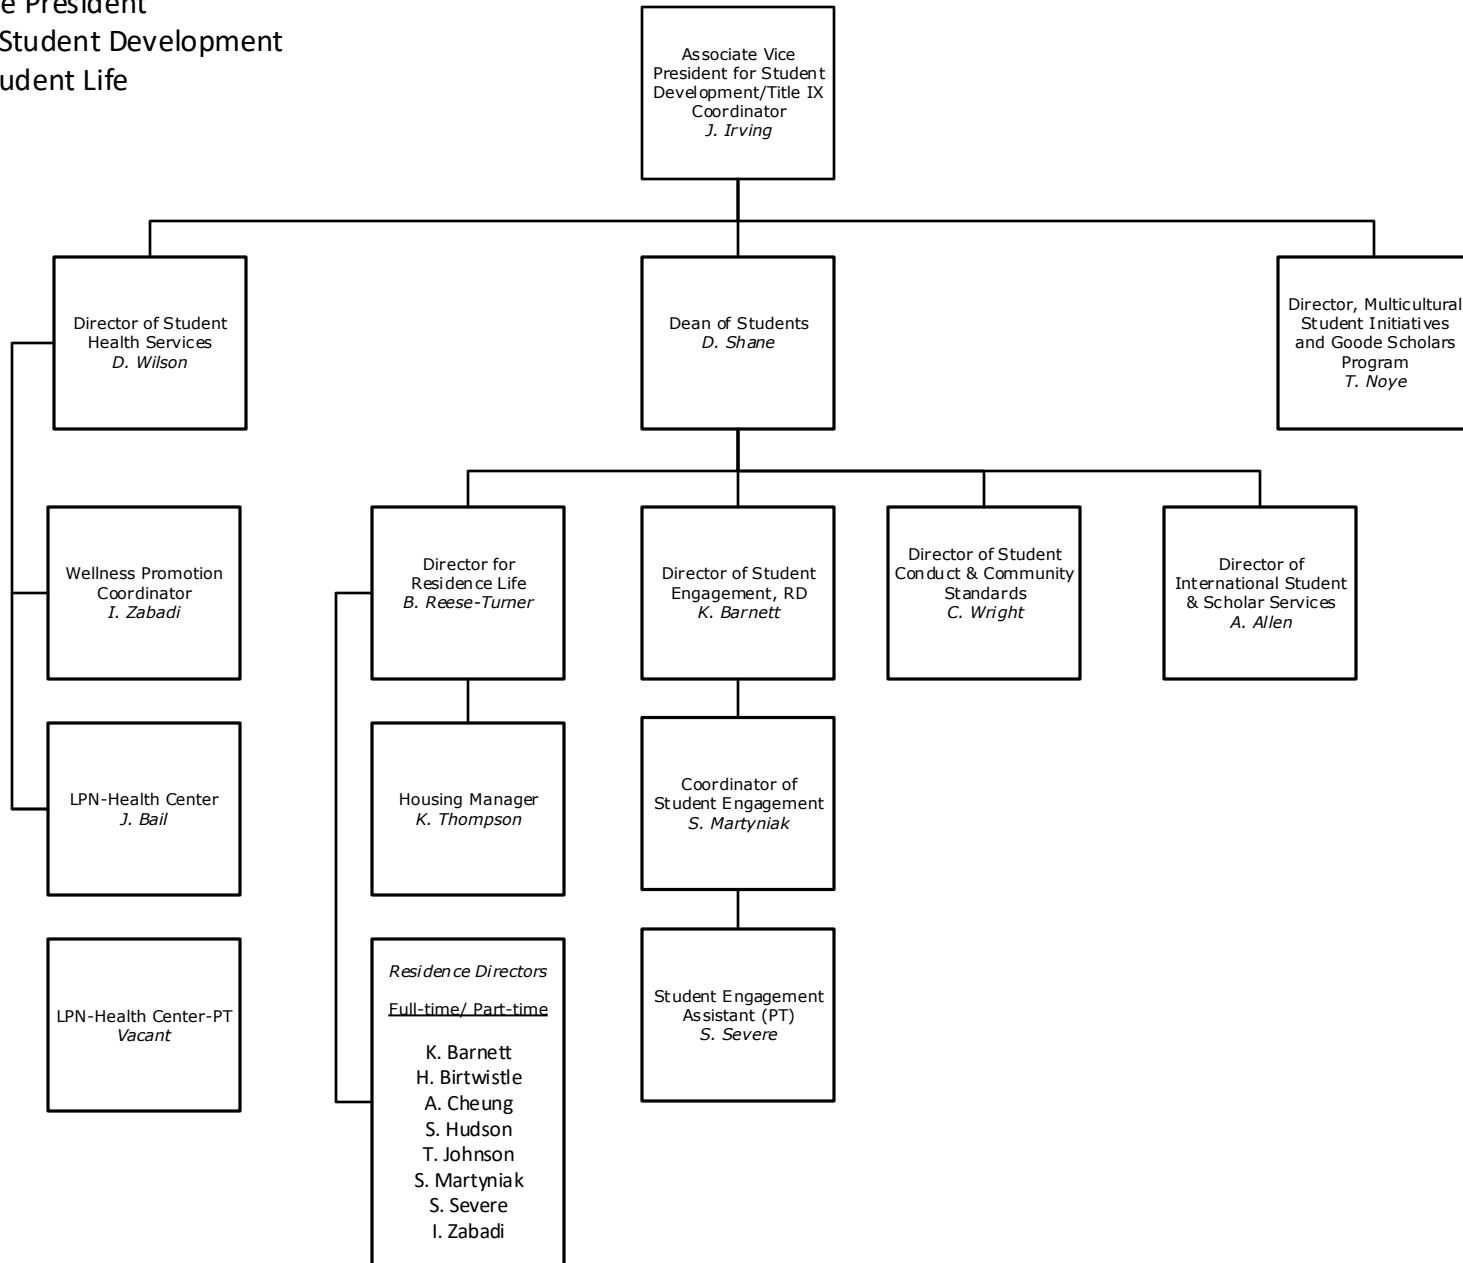 President
Student Development
Life
Associate Vice
President for Student
Development/Title IX
Coordinator
J. Irving
Director of Student
Health Services
D. Wilson
Dean of Students
D. Shane
Director, Multicultural
Student Initiatives
and Goode Scholars
Program
T. Noye
Wellness Promotion
Coordinator
I. Zabadi
Director for
Residence Life
B. Reese-Turner
Director of Student
Engagement, RD
K. Barnett
Director of Student
Conduct & Community
Standards
C. Wright
Director of
International Student
& Scholar Services
A. Allen
LPN-Health Center
J. Bail
Housing Manager
K. Thompson
Coordinator of
Student Engagement
S. Martyniak
LPN-Health Center-PT
Vacant
Residence Directors
Full-time/ Part-time
K. Barnett
H. Birtwistle
A. Cheung
S. Hudson
T. Johnson
S. Martyniak
S. Severe
I. Zabadi
Student Engagement
Assistant (PT)
S. Severe